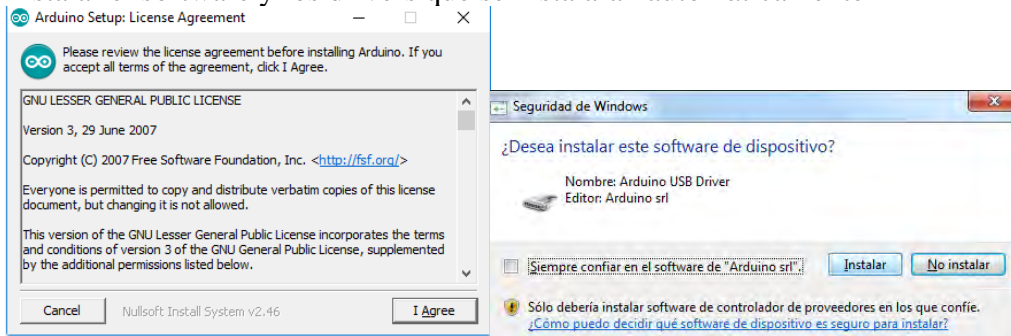 Arduino Setup: License Agreement
Please review the license agreement before installing Arduino. If you
accept all terms of the agreement, click I Agree.
GNU LESSER GENERAL PUBLIC LICENSE
Version 3, 29 June 2007
Copyright (C) 2007 Free Software Foundation, Inc. <http://fsf.org/>
Everyone is permitted to copy and distribute verbatim copies of this license
document, but changing it is not allowed.
This version of the GNU Lesser General Public License incorporates the terms
and conditions of version 3 of the GNU General Public License, supplemented
by the additional permissions listed below.
Cancel
Nullsoft Install System v2.46
I Agree
Seguridad de Windows
¿Desea instalar este software de dispositivo?
Nombre: Arduino USB Driver
Editor: Arduino srl
Siempre confiar en el software de "Arduino srl".
Instalar
No instalar
Sólo debería instalar software de controlador de proveedores en los que confíe.
¿Cómo puedo decidir qué software de dispositivo es seguro para instalar?